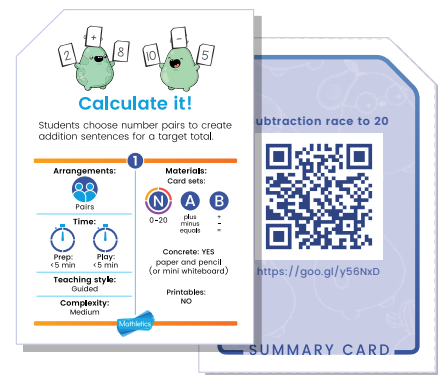 2 + 8 10 - 5
Calculate it!
Students choose number pairs to create
addition sentences for a target total.
1
Arrangements:
Pairs
Time:
Prep:
<5 min
Play:
<5 min
Teaching style:
Guided
Complexity:
Medium
Materials:
Card sets:
N A B
0-20
plus
minus
equals
+
-
=
Concrete: YES
paper and pencil
(or mini whiteboard)
Printables:
NO
Mathletics
ubtraction race to 20
https://goo.gl/y56NxD
SUMMARY CARD